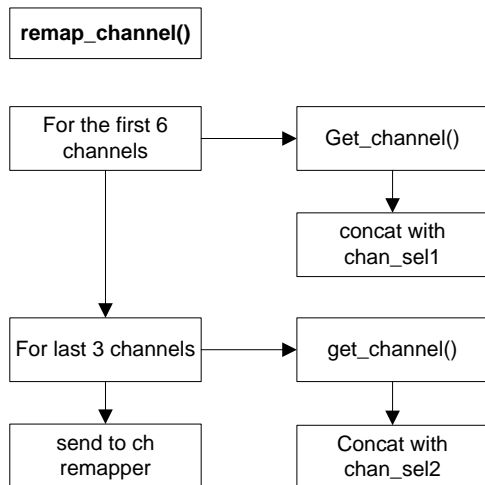 remap_channel()
For the first 6
channels
Get_channel()
concat with
chan_sel1
For last 3 channels
get_channel()
send to ch
remapper
Concat with
chan_sel2